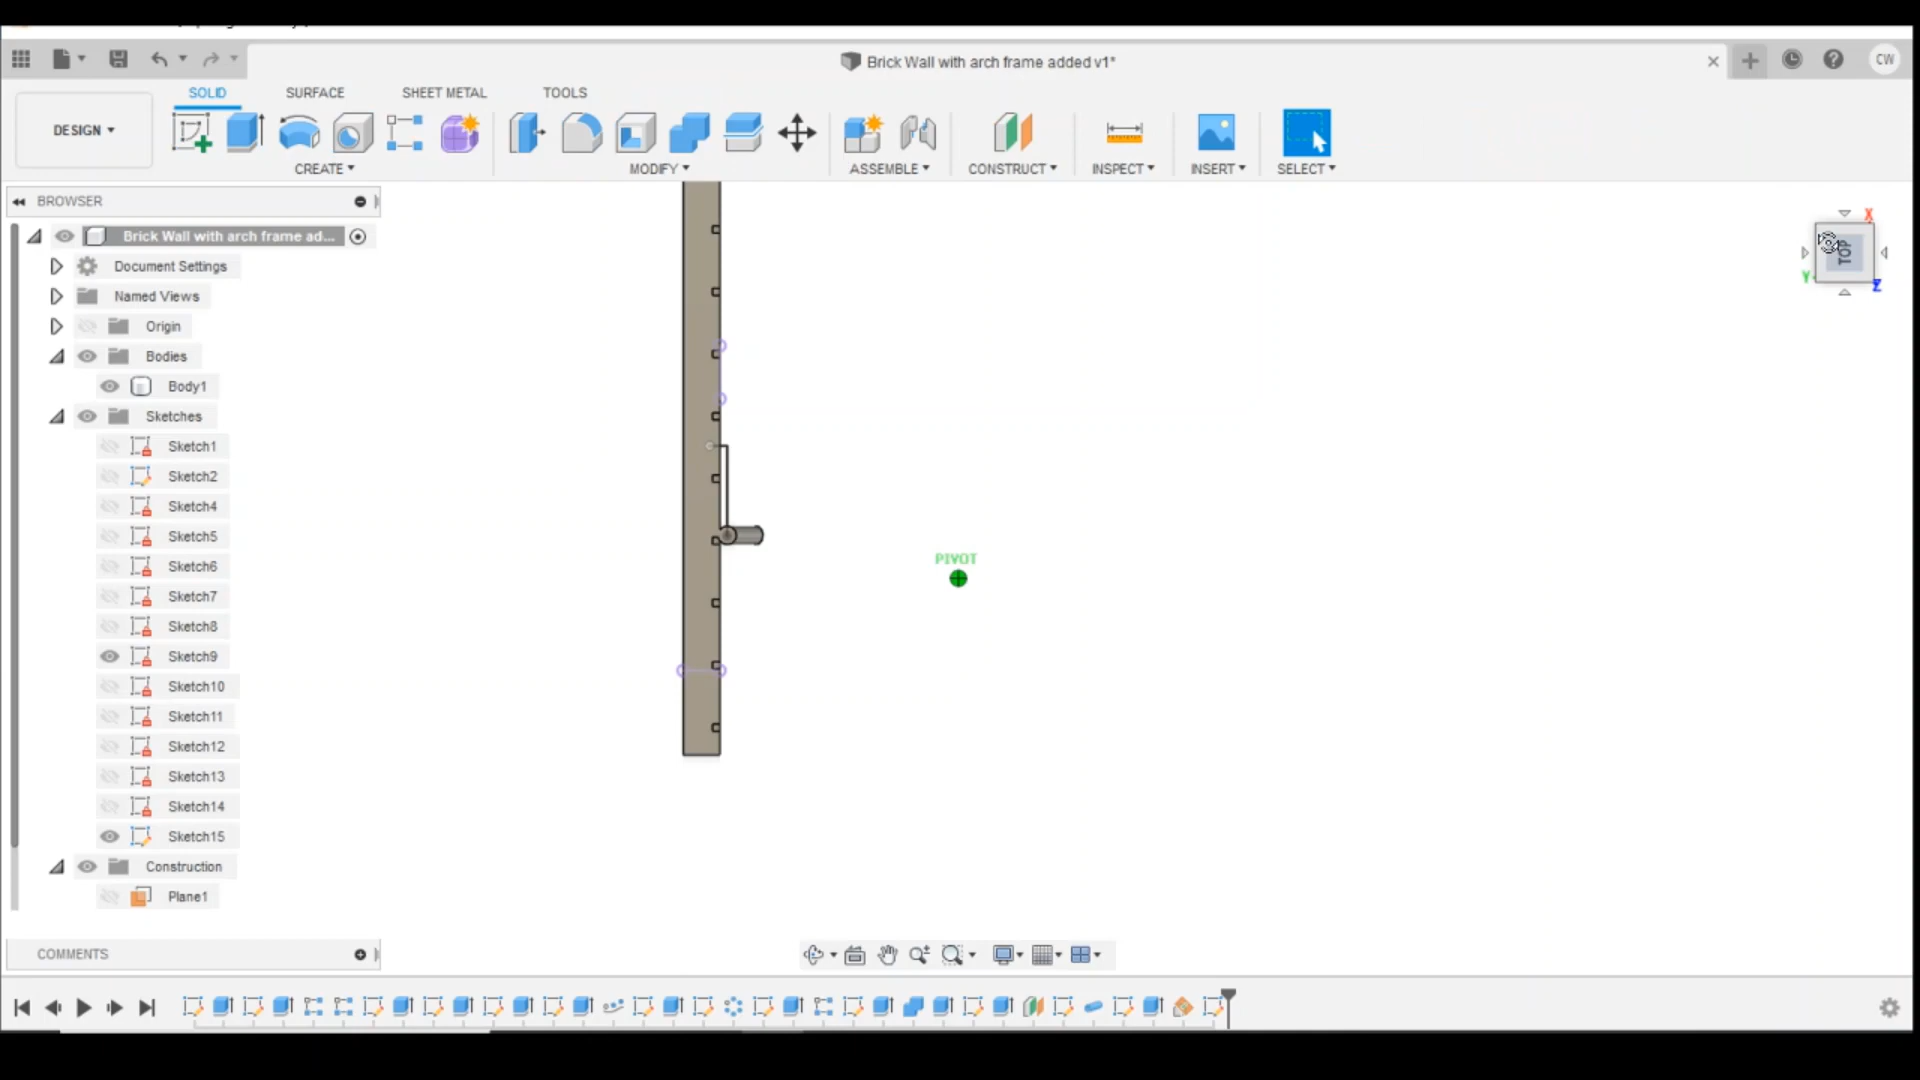 Brick Wall with arch frame added v1*
CW
SOLID
SURFACE
SHEET METAL
TOOLS
DESIGN
CREATE
MODIFY
ASSEMBLE
CONSTRUCT
INSPECT
INSERT
SELECT
BROWSER
Brick Wall with arch frame ad...
Document Settings
Named Views
Origin
Bodies
Body1
Sketches
Sketch1
Sketch2
Sketch4
Sketch5
Sketch6
Sketch7
Sketch8
Sketch9
Sketch10
Sketch11
Sketch12
Sketch13
Sketch14
Sketch15
Construction
Plane1
COMMENTS
PIVOT
X
TOP
Y
Z